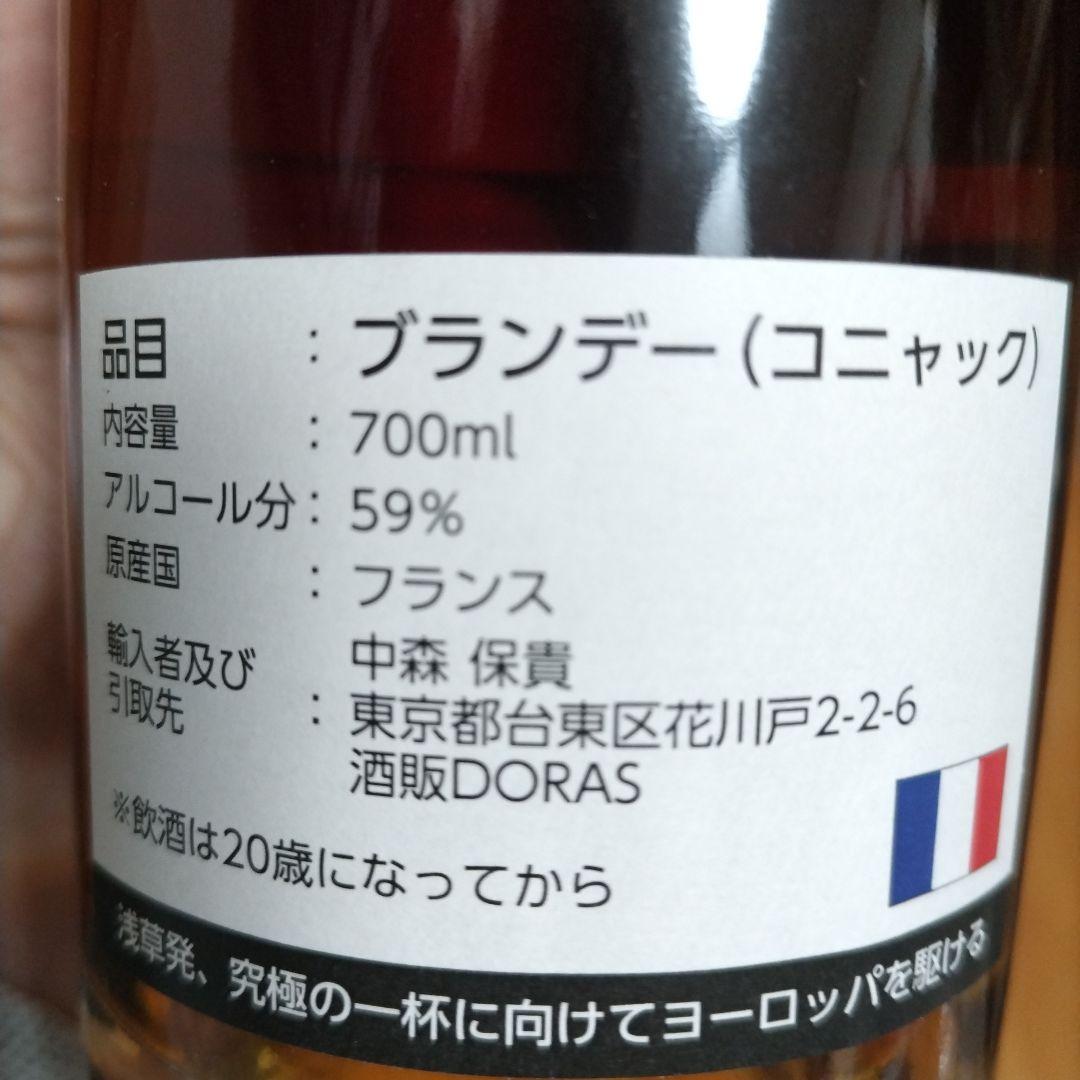 品目 : ブランデー(コニャック)
内容量 : 700ml
アルコール分 : 59%
原産国 : フランス
輸入者及び引取先 : 中森 保貴
東京都台東区花川戸2-2-6
酒販DORAS
※飲酒は20歳になってから
浅草発、究極の一杯に向けてヨーロッパを駆ける